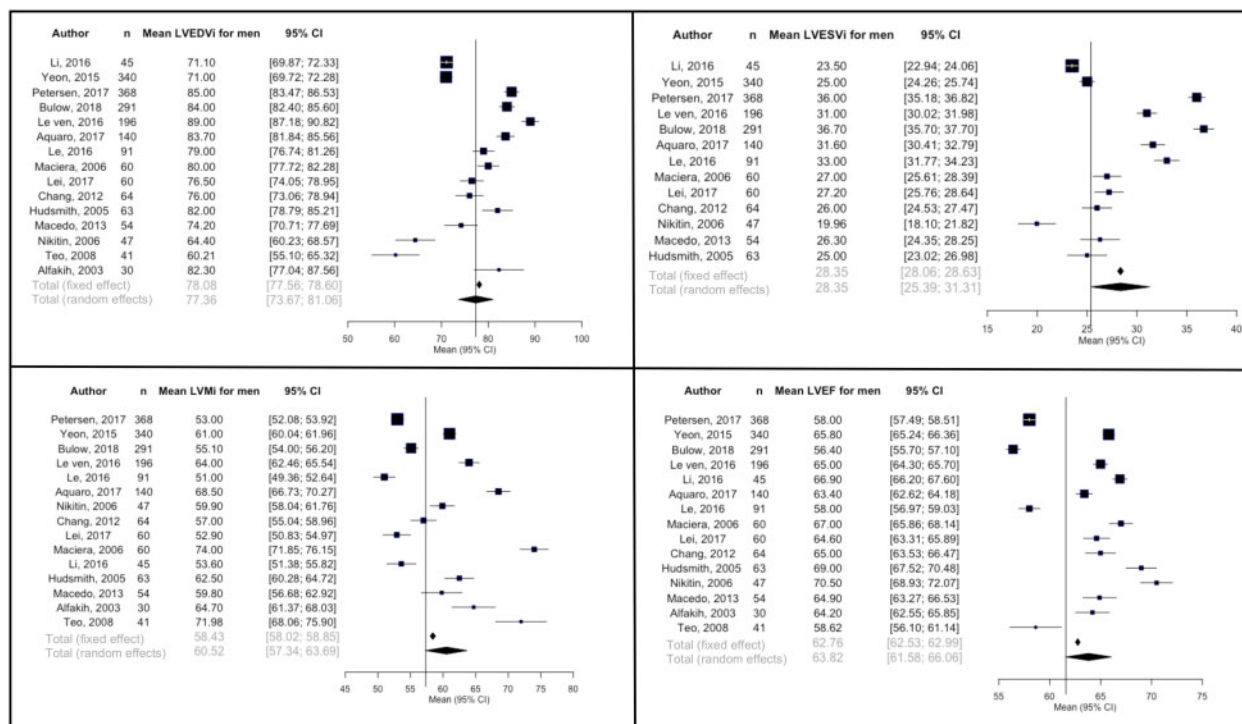 Author n Mean LVEDVi for men 95% CI
Li, 2016 45 71.10 [69.87; 72.33]
Yeon, 2015 340 71.00 [69.72; 72.28]
Petersen, 2017 368 85.00 [83.47; 86.53]
Bulow, 2018 291 84.00 [82.40; 85.60]
Le ven, 2016 196 89.00 [87.18; 90.82]
Aquaro, 2017 140 83.70 [81.84; 85.56]
Le, 2016 91 79.00 [76.74; 81.26]
Maciera, 2006 60 80.00 [77.72; 82.28]
Lei, 2017 60 76.50 [74.05; 78.95]
Chang, 2012 64 76.00 [73.06; 78.94]
Hudsmith, 2005 63 82.00 [78.79; 85.21]
Macedo, 2013 54 74.20 [70.71; 77.69]
Nikitin, 2006 47 64.40 [60.23; 68.57]
Teo, 2008 41 60.21 [55.10; 65.32]
Alfakih, 2003 30 82.30 [77.04; 87.56]
Total (fixed effect) 78.08 [77.56; 78.60]
Total (random effects) 77.36 [73.67; 81.06]
50 60 70 80 90 100
Mean (95% CI)
Author n Mean LVESVi for men 95% CI
Li, 2016 45 23.50 [22.94; 24.06]
Yeon, 2015 340 25.00 [24.26; 25.74]
Petersen, 2017 368 36.00 [35.18; 36.82]
Le ven, 2016 196 31.00 [30.02; 31.98]
Bulow, 2018 291 36.70 [35.70; 37.70]
Aquaro, 2017 140 31.60 [30.41; 32.79]
Le, 2016 91 33.00 [31.77; 34.23]
Maciera, 2006 60 27.00 [25.61; 28.39]
Lei, 2017 60 27.20 [25.76; 28.64]
Chang, 2012 64 26.00 [24.53; 27.47]
Nikitin, 2006 47 19.96 [18.10; 21.82]
Macedo, 2013 54 26.30 [24.35; 28.25]
Hudsmith, 2005 63 25.00 [23.02; 26.98]
Total (fixed effect) 28.35 [28.06; 28.63]
Total (random effects) 28.35 [25.39; 31.31]
15 20 25 30 35 40
Mean (95% CI)
Author n Mean LVMi for men 95% CI
Petersen, 2017 368 53.00 [52.08; 53.92]
Yeon, 2015 340 61.00 [60.04; 61.96]
Bulow, 2018 291 55.10 [54.00; 56.20]
Le ven, 2016 196 64.00 [62.46; 65.54]
Le, 2016 91 51.00 [49.36; 52.64]
Aquaro, 2017 140 68.50 [66.73; 70.27]
Nikitin, 2006 47 59.90 [58.04; 61.76]
Chang, 2012 64 57.00 [55.04; 58.96]
Lei, 2017 60 52.90 [50.83; 54.97]
Maciera, 2006 60 74.00 [71.85; 76.15]
Li, 2016 45 53.60 [51.38; 55.82]
Hudsmith, 2005 63 62.50 [60.28; 64.72]
Macedo, 2013 54 59.80 [56.68; 62.92]
Alfakih, 2003 30 64.70 [61.37; 68.03]
Teo, 2008 41 71.98 [68.06; 75.90]
Total (fixed effect) 58.43 [58.02; 58.85]
Total (random effects) 60.52 [57.34; 63.69]
45 50 55 60 65 70 75 80
Mean (95% CI)
Author n Mean LVEF for men 95% CI
Petersen, 2017 368 58.00 [57.49; 58.51]
Yeon, 2015 340 65.80 [65.24; 66.36]
Bulow, 2018 291 56.40 [55.70; 57.10]
Le ven, 2016 196 65.00 [64.30; 65.70]
Li, 2016 45 66.90 [66.20; 67.60]
Aquaro, 2017 140 63.40 [62.62; 64.18]
Le, 2016 91 58.00 [56.97; 59.03]
Maciera, 2006 60 67.00 [65.86; 68.14]
Lei, 2017 60 64.60 [63.31; 65.89]
Chang, 2012 64 65.00 [63.53; 66.47]
Hudsmith, 2005 63 69.00 [67.52; 70.48]
Nikitin, 2006 47 70.50 [68.93; 72.07]
Macedo, 2013 54 64.90 [63.27; 66.53]
Alfakih, 2003 30 64.20 [62.55; 65.85]
Teo, 2008 41 58.62 [56.10; 61.14]
Total (fixed effect) 62.76 [62.53; 62.99]
Total (random effects) 63.82 [61.58; 66.06]
55 60 65 70 75
Mean (95% CI)